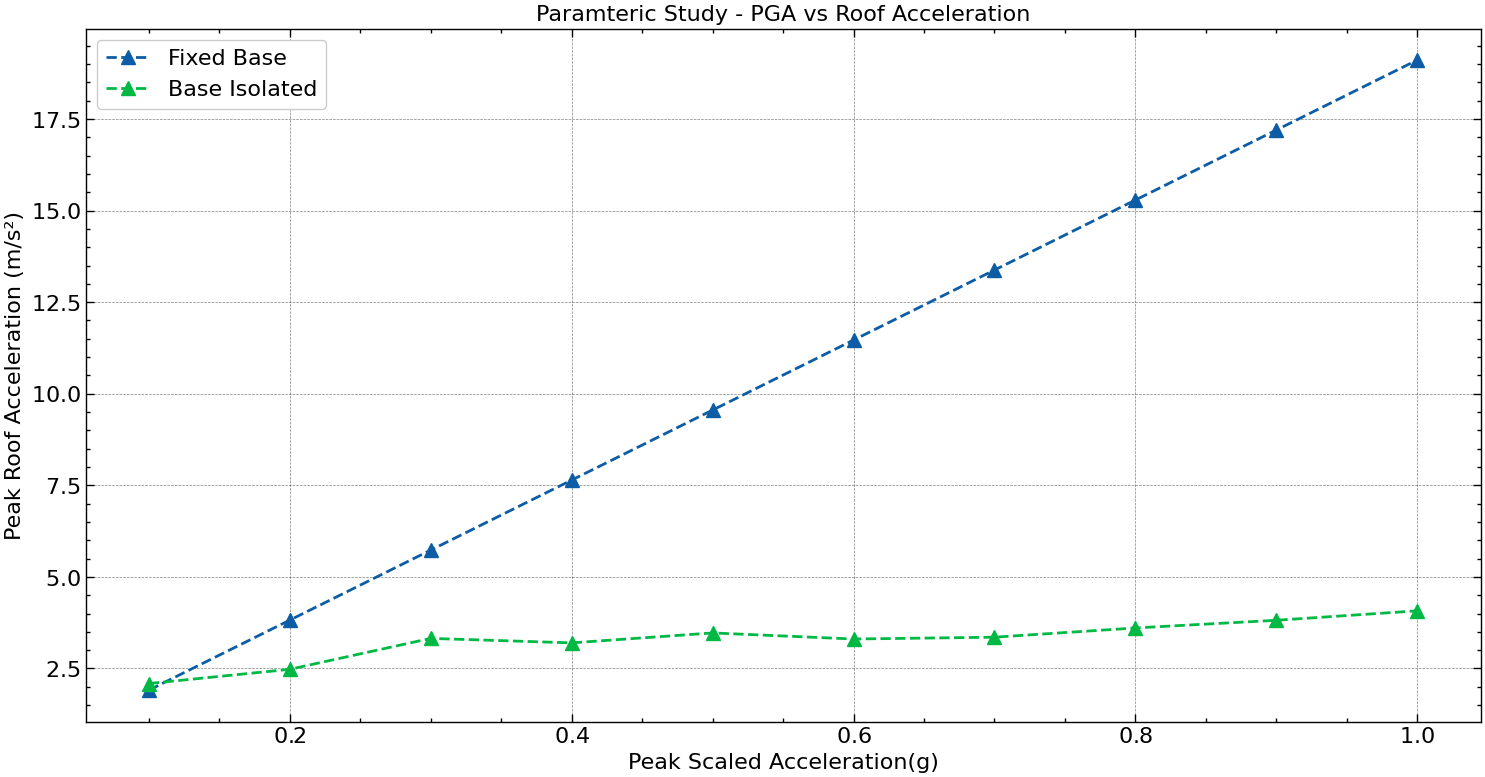 Paramteric Study - PGA vs Roof Acceleration
Fixed Base
Base Isolated
Peak Roof Acceleration (m/s²)
17.5
15.0
12.5
10.0
7.5
5.0
2.5
0.2
0.4
0.6
0.8
1.0
Peak Scaled Acceleration(g)